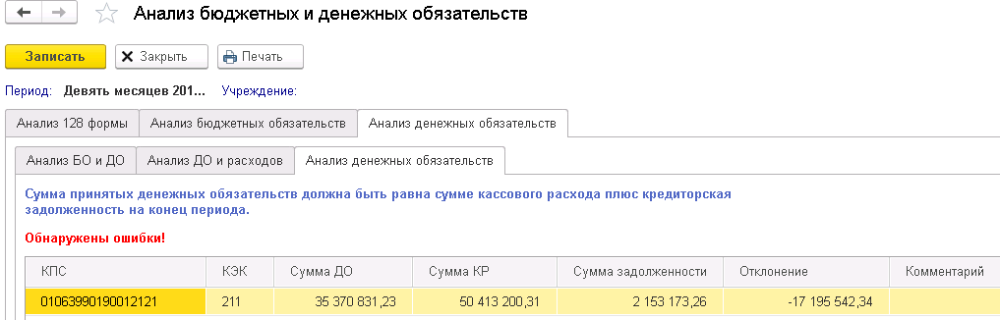 Анализ бюджетных и денежных обязательств
Записать Закрыть Печать
Период: Девять месяцев 201... Учреждение:
Анализ 128 формы Анализ бюджетных обязательств Анализ денежных обязательств
Анализ БО и ДО Анализ ДО и расходов Анализ денежных обязательств
Сумма принятых денежных обязательств должна быть равна сумме кассового расхода плюс кредиторская
задолженность на конец периода.
Обнаружены ошибки!
КПС КЭК Сумма ДО Сумма КР Сумма задолженности Отклонение Комментарий
01063990190012121 211 35 370 831,23 50 413 200,31 2 153 173,26 -17 195 542,34